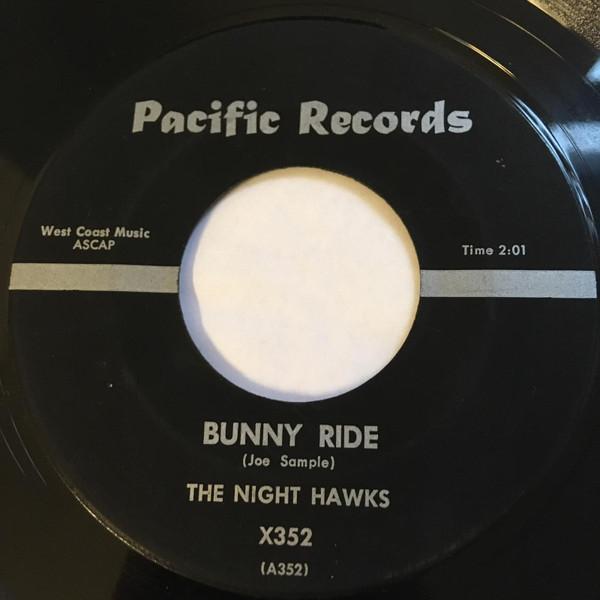 Pacific Records
West Coast Music
ASCAP
Time 2:01
BUNNY RIDE
(Joe Sample)
THE NIGHT HAWKS
X352
(A352)